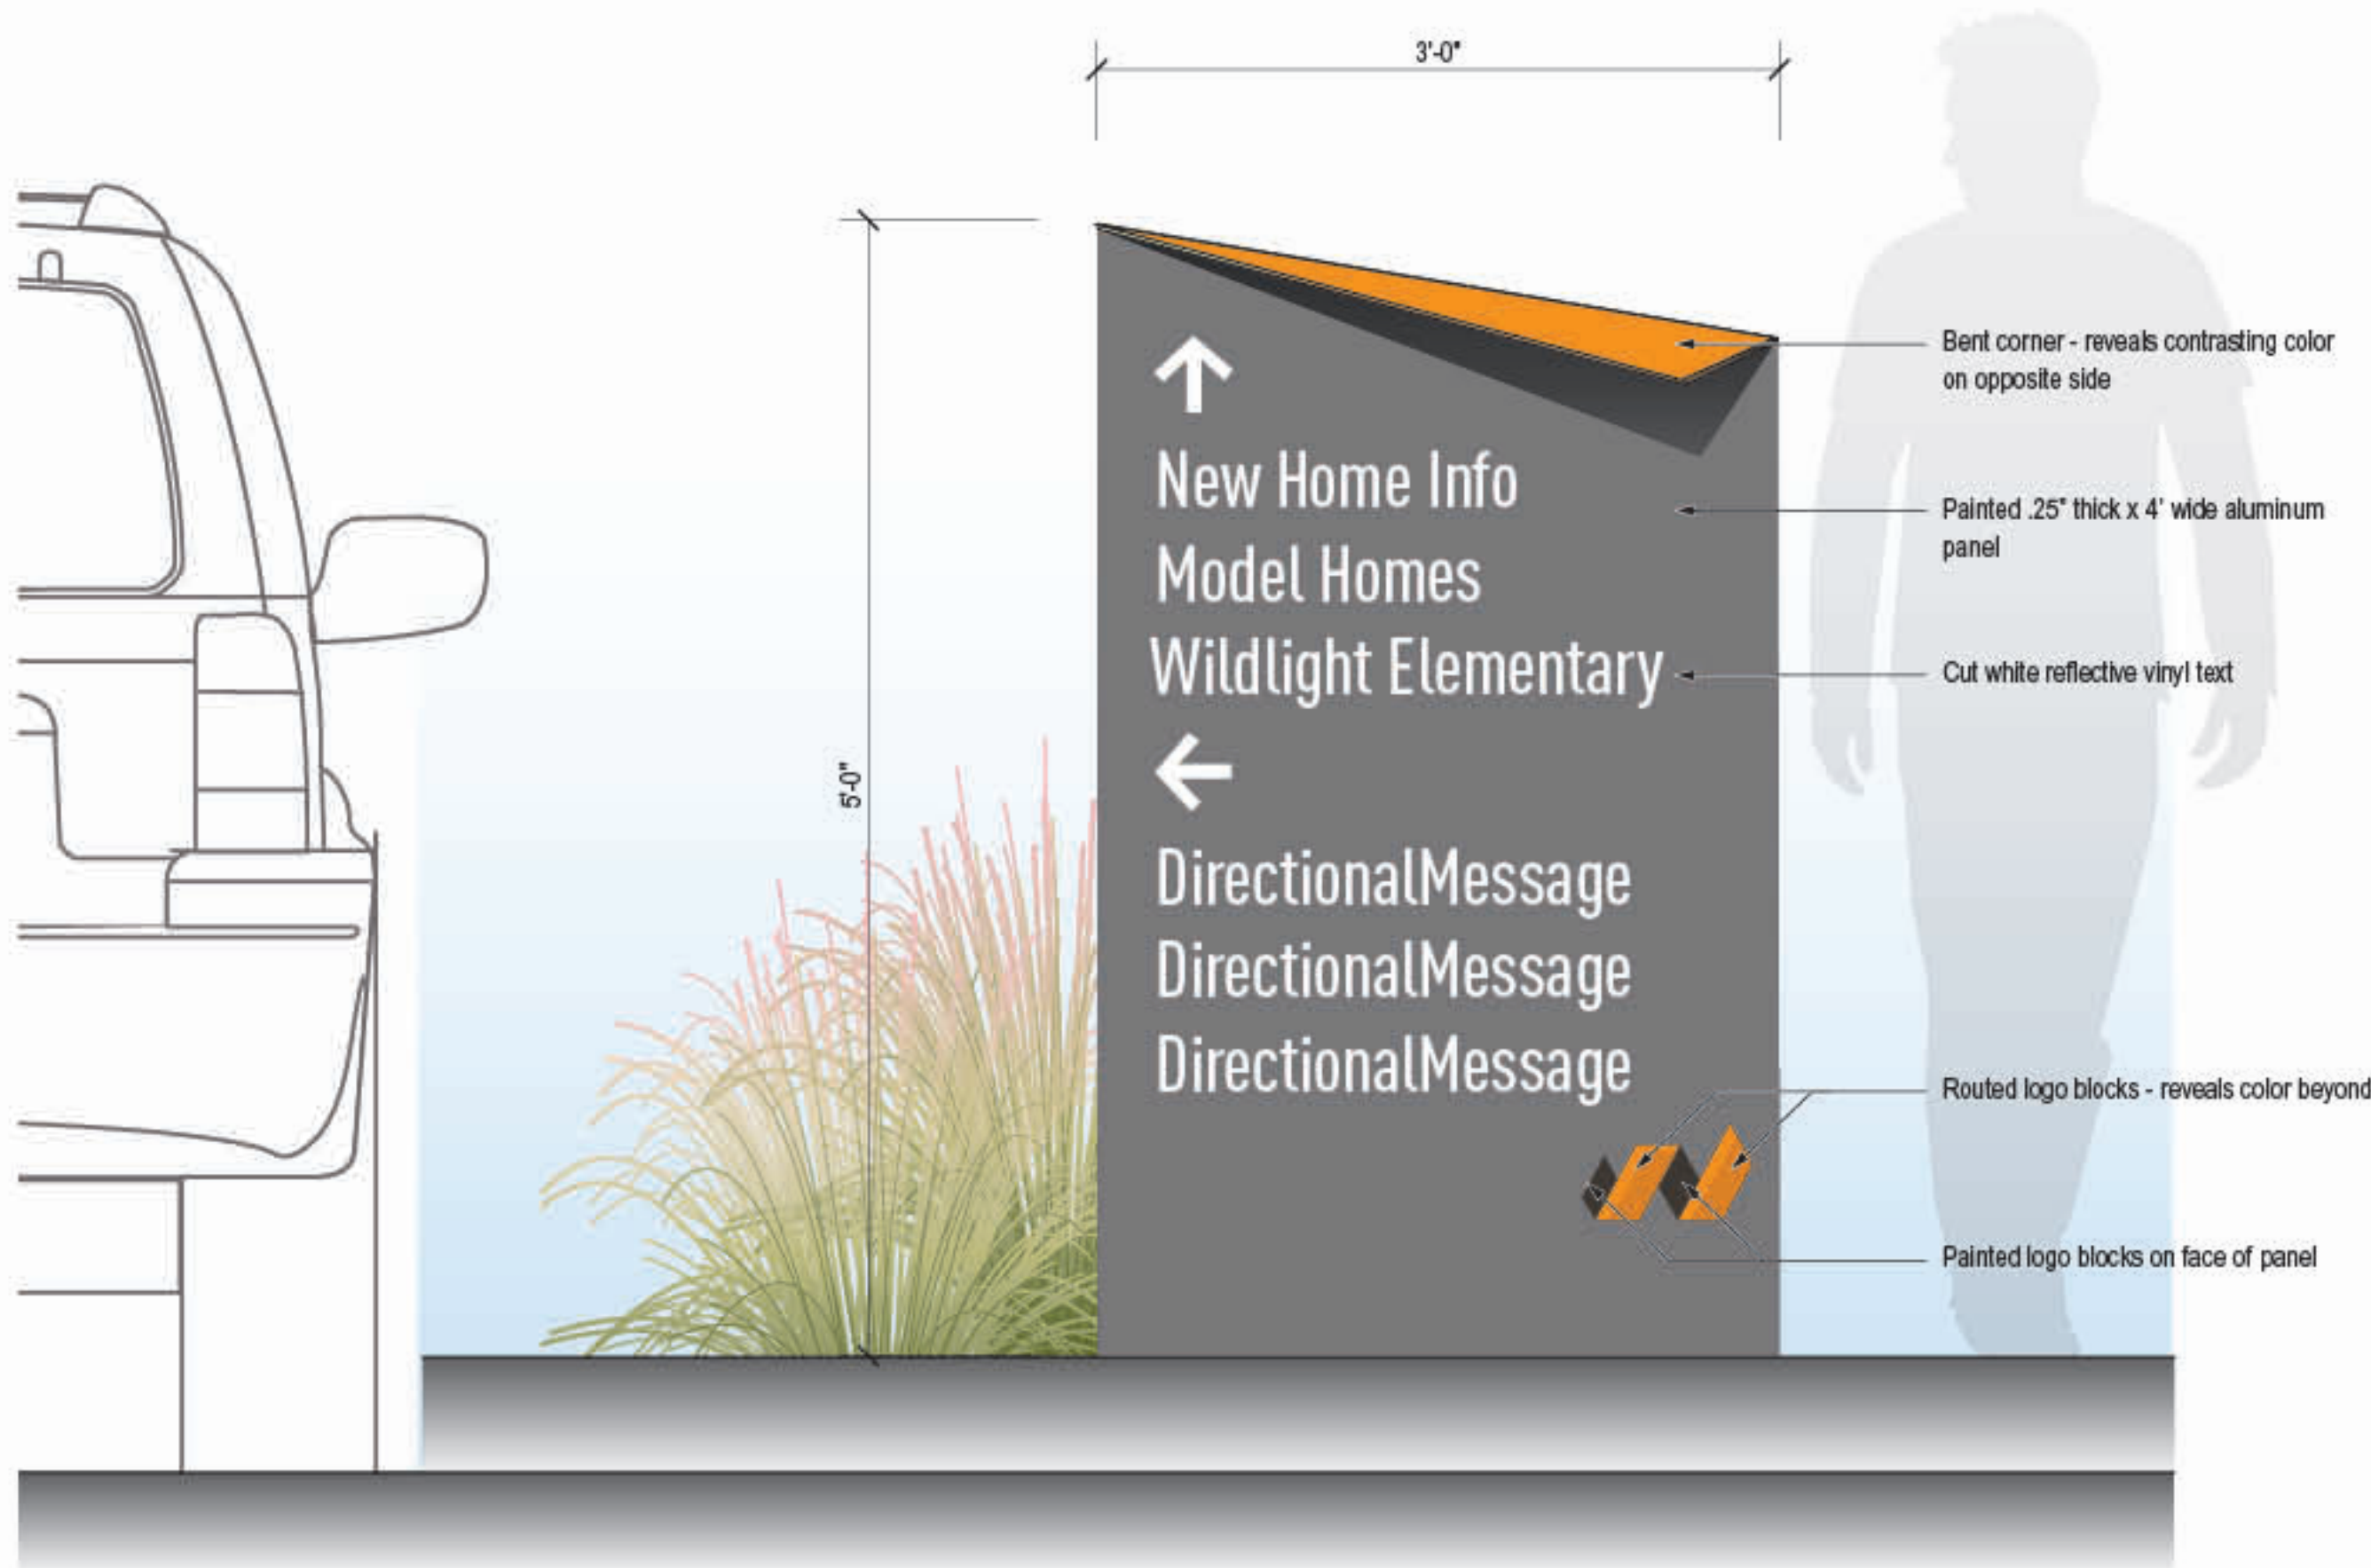 3'-0"
5'-0"
New Home Info
Model Homes
Wildlight Elementary
DirectionalMessage
DirectionalMessage
DirectionalMessage
Bent corner - reveals contrasting color
on opposite side
Painted .25" thick x 4' wide aluminum
panel
Cut white reflective vinyl text
Routed logo blocks - reveals color beyond
Painted logo blocks on face of panel